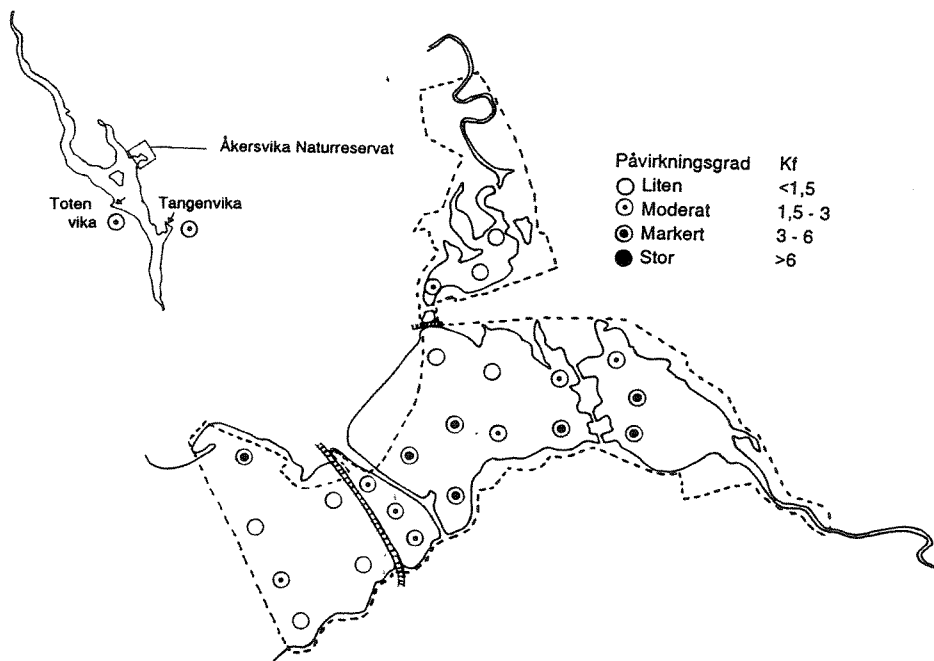 Åkersvika Naturreservat
Toten
vika
Tangenvika
Påvirkningsgrad Kf
Liten <1,5
Moderat 1,5 - 3
Markert 3 - 6
Stor >6